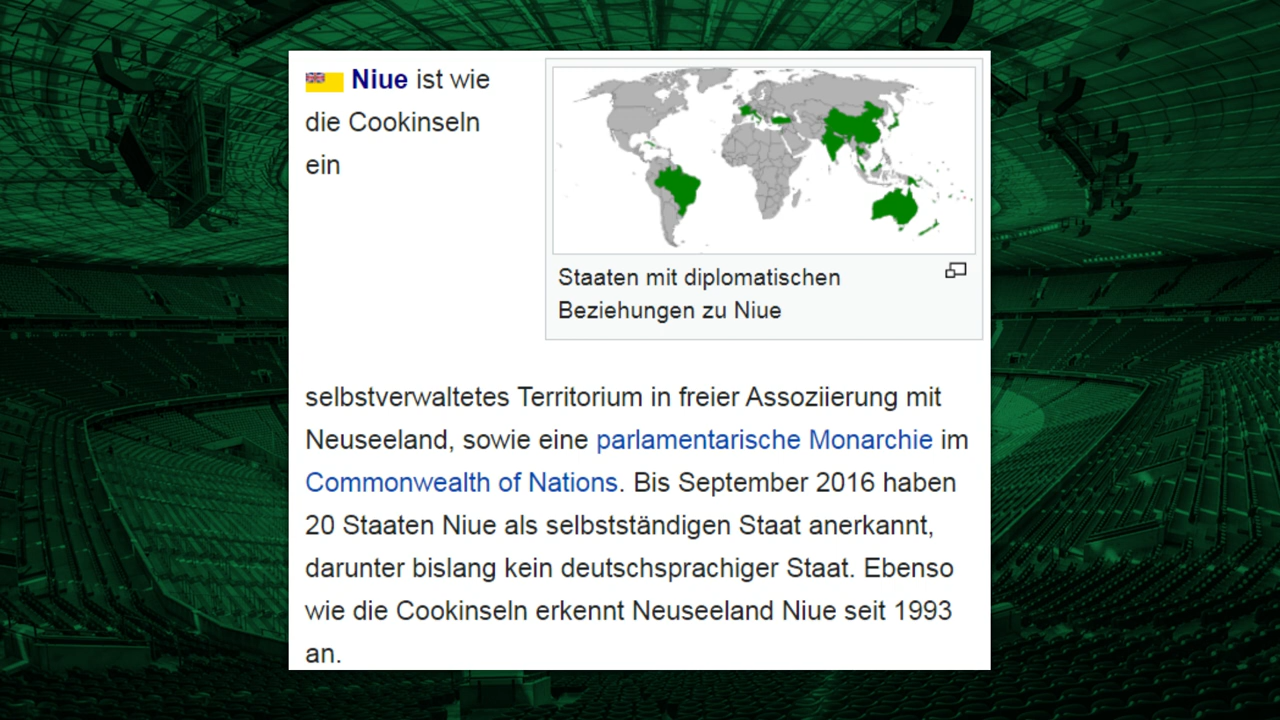 Niue ist wie
die Cookinseln
ein
Staaten mit diplomatischen
Beziehungen zu Niue
selbstverwaltetes Territorium in freier Assoziierung mit
Neuseeland, sowie eine parlamentarische Monarchie im
Commonwealth of Nations. Bis September 2016 haben
20 Staaten Niue als selbstständigen Staat anerkannt,
darunter bislang kein deutschsprachiger Staat. Ebenso
wie die Cookinseln erkennt Neuseeland Niue seit 1993
an.